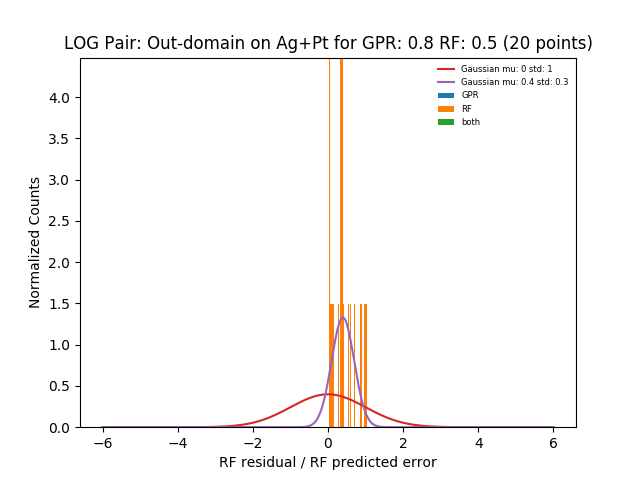 LOG Pair: Out-domain on Ag+Pt for GPR: 0.8 RF: 0.5 (20 points)
Gaussian mu: 0 std: 1
Gaussian mu: 0.4 std: 0.3
GPR
RF
both
Normalized Counts
4.0
3.5
3.0
2.5
2.0
1.5
1.0
0.5
0.0
−6 −4 −2 0 2 4 6
RF residual / RF predicted error